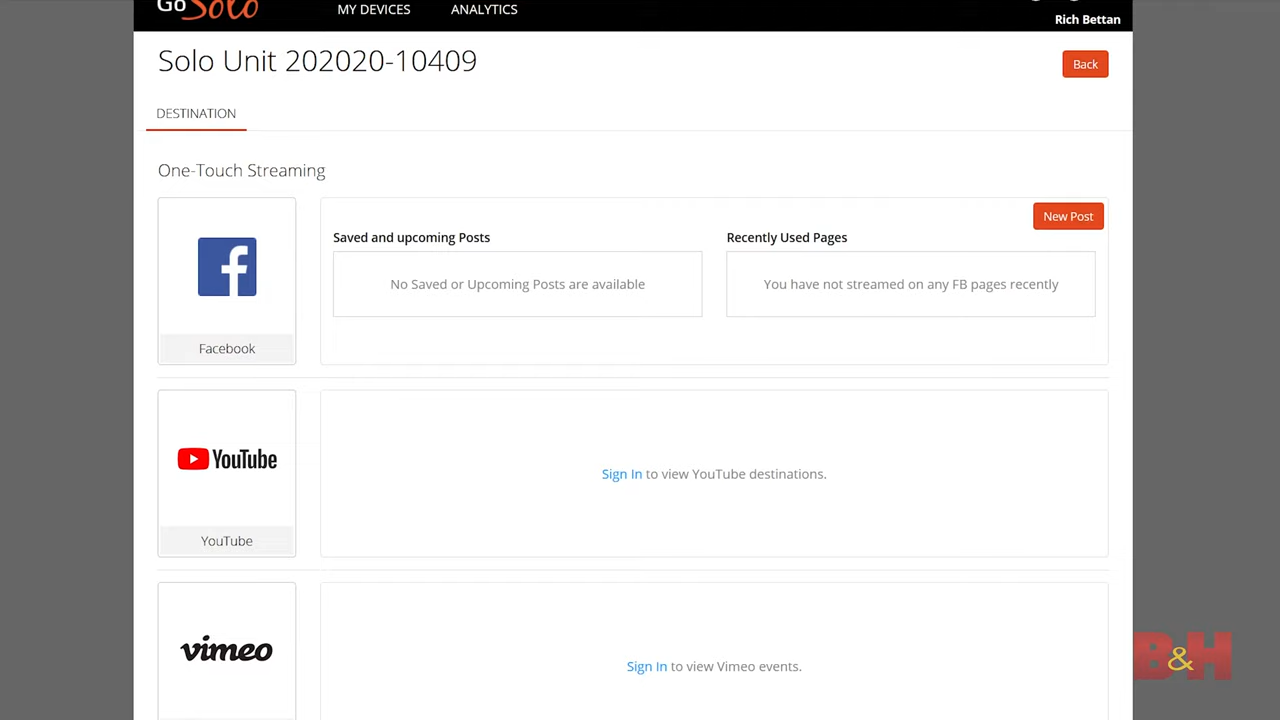 Go Solo
MY DEVICES ANALYTICS
Rich Bettan
Solo Unit 202020-10409
Back
DESTINATION
One-Touch Streaming
New Post
Saved and upcoming Posts
Recently Used Pages
No Saved or Upcoming Posts are available
You have not streamed on any FB pages recently
f
Facebook
YouTube
Sign In to view YouTube destinations.
YouTube
vimeo
Sign In to view Vimeo events.
B&H